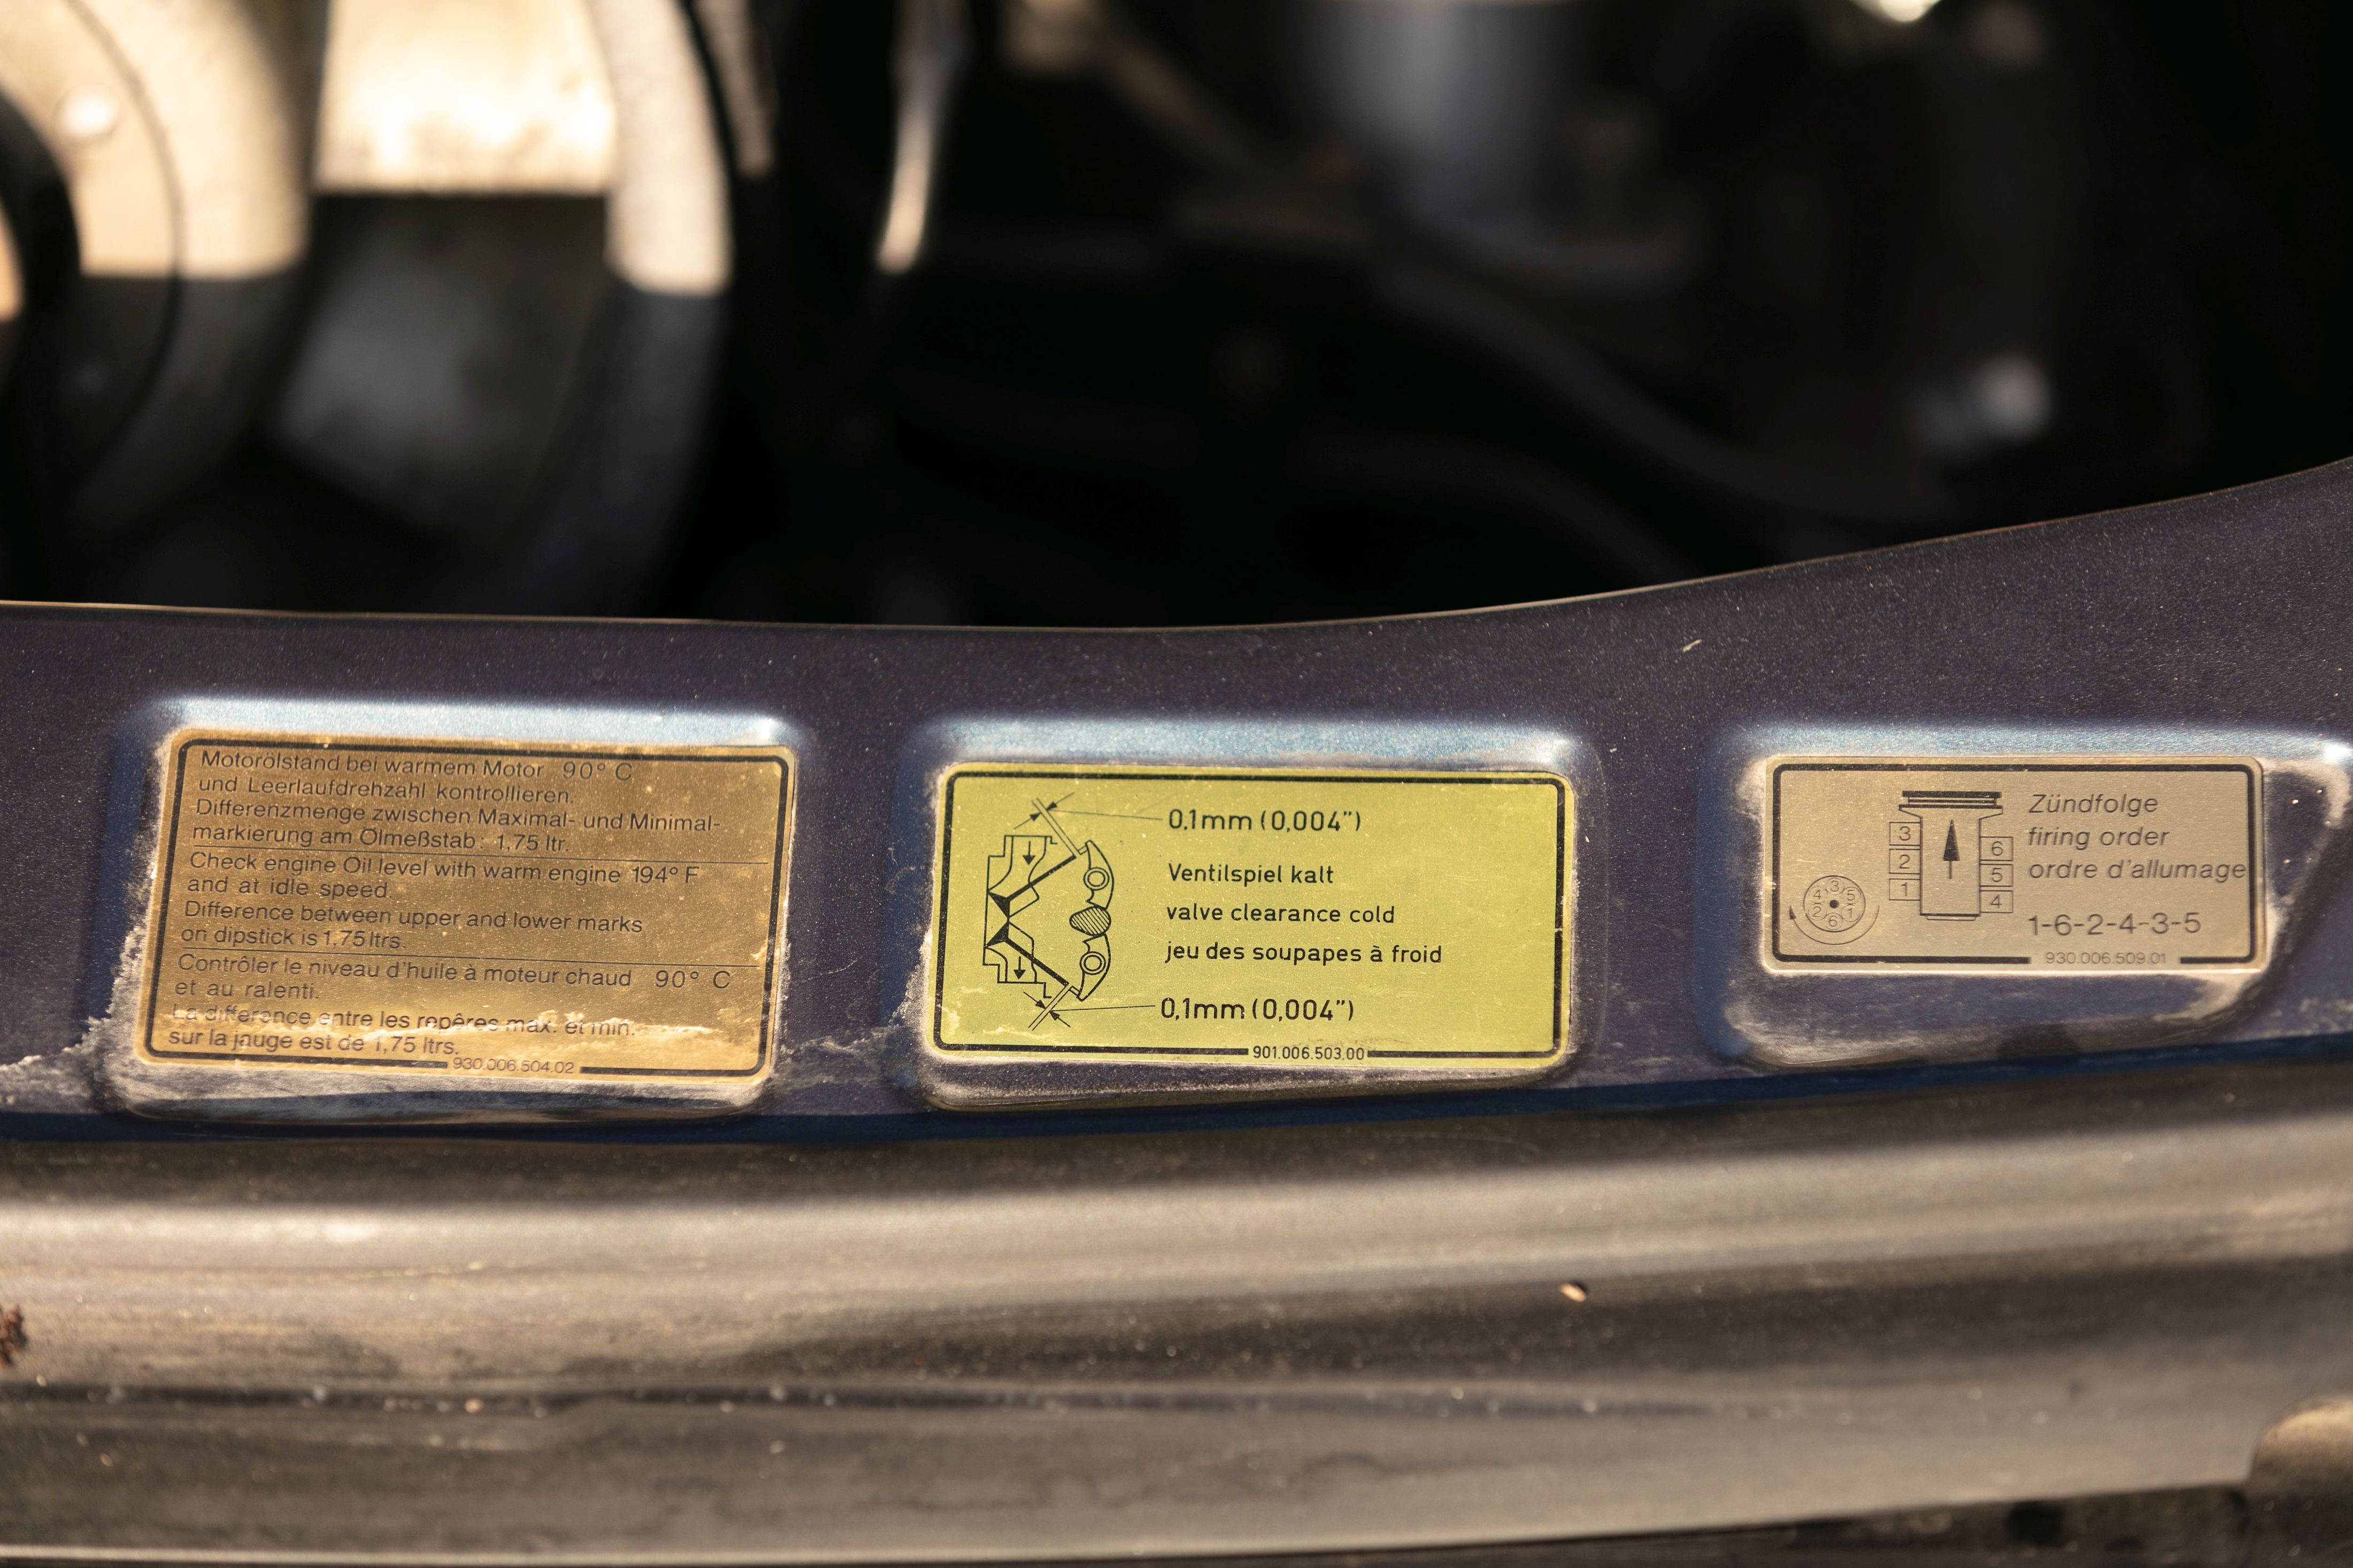 Motorölstand bei warmem Motor 90° C
und Leerlaufdrehzahl kontrollieren.
Differenzmenge zwischen Maximal- und Minimal-
markierung am Ölmeßstab: 1,75 ltr.
Check engine Oil level with warm engine 194° F
and at idle speed.
Difference between upper and lower marks
on dipstick is 1,75 ltrs.
Contrôler le niveau d'huile à moteur chaud 90° C
et au ralenti.
La différence entre les repères max. et min.
sur la jauge est de 1,75 ltrs.
930.006.504.02
0,1mm (0,004")
Ventilspiel kalt
valve clearance cold
jeu des soupapes à froid
0,1mm (0,004")
901.006.503.00
Zündfolge
firing order
ordre d'allumage
1-6-2-4-3-5
3
2
1
6
5
4
4 3 5
2 6 1
930.006.509.01